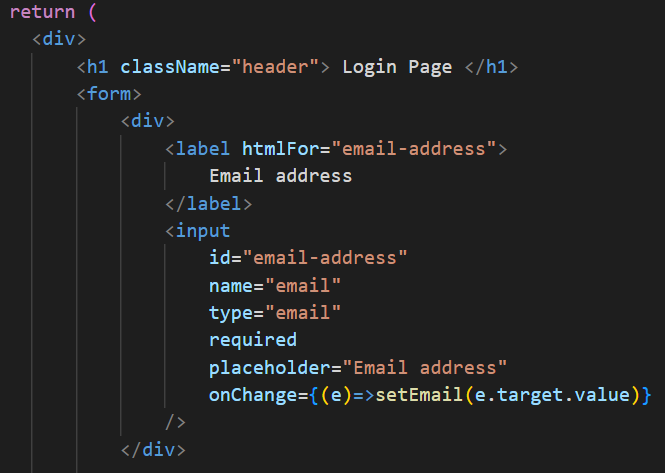 return (
<div>
<h1 className="header"> Login Page </h1>
<form>
<div>
<label htmlFor="email-address">
Email address
</label>
<input
id="email-address"
name="email"
type="email"
required
placeholder="Email address"
onChange={(e)=>setEmail(e.target.value)}
/>
</div>